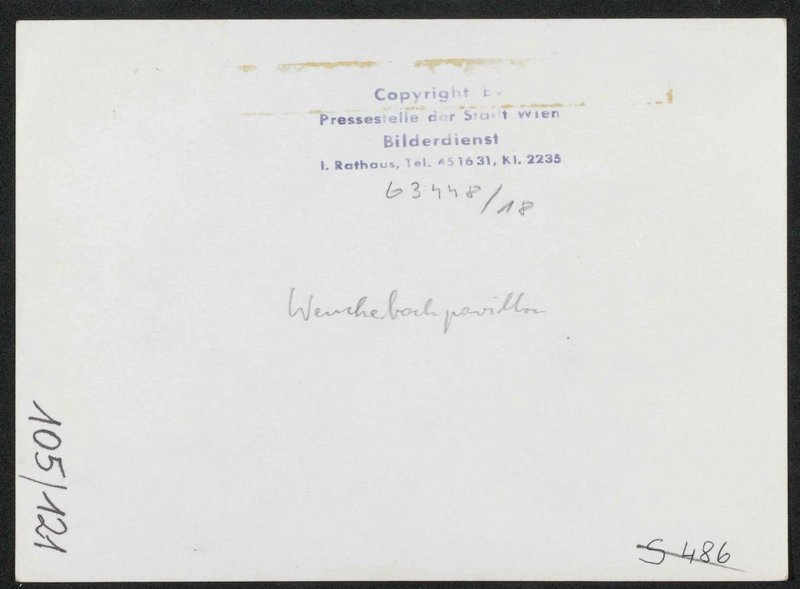 Copyright by
Pressestelle der Stadt Wien
Bilderdienst
I. Rathaus, Tel. 451631, Kl. 2235
63448/18
Wenckebachpavillon
105/121
S 486